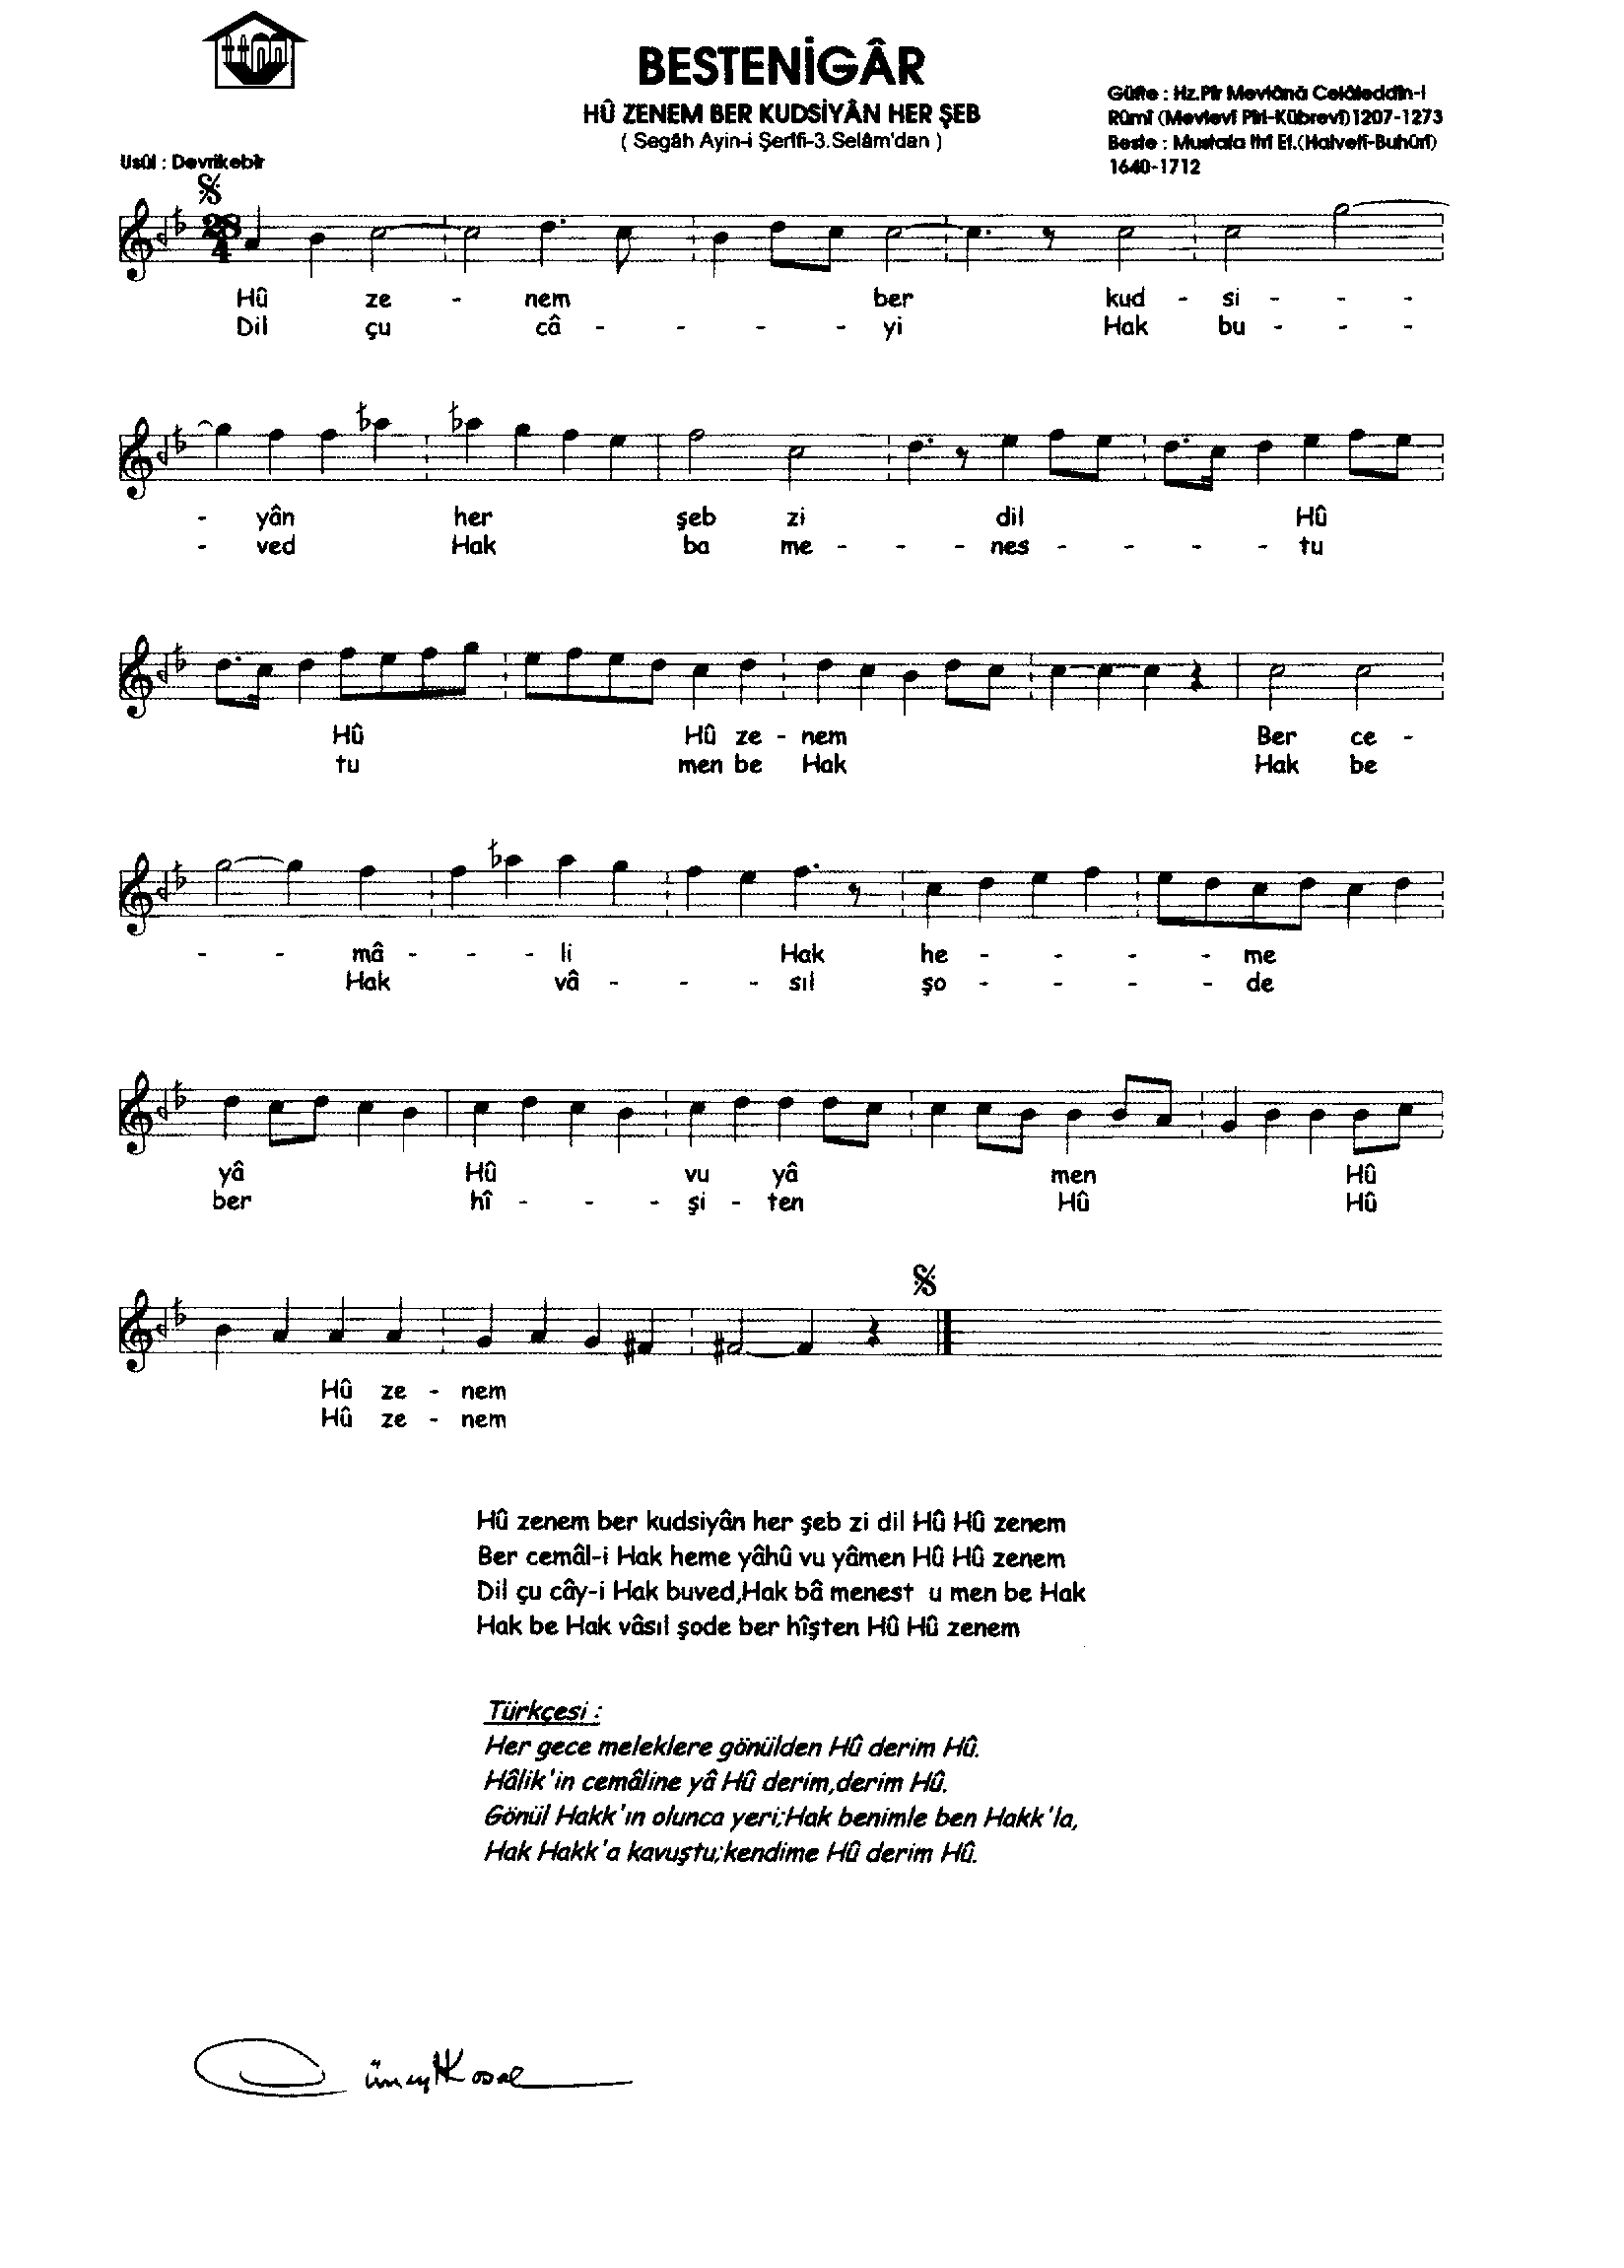 BESTENİGÂR
HÛ ZENEM BER KUDSİYÂN HER ŞEB
( Segâh Ayin-i Şerifi-3.Selâm'dan )
Güfte : Hz.Pîr Mevlânâ Celâleddîn-i
Rûmî (Mevlevî Pîri-Kübrevî)1207-1273
Beste : Mustafa Itrî Ef.(Halvetî-Buhûrî)
1640-1712
Usûl : Devrikebîr
28
4
Hû ze - nem ber kud - si - - -
Dil çu câ - - - - yi Hak bu - - -
- yân her şeb zi dil Hû
- ved Hak ba me - - - nes - - - - tu
Hû Hû ze - nem Ber ce -
tu men be Hak Hak be
- - mâ - - - li Hak he - - - - me
Hak vâ - - - sıl şo - - - - de
yâ Hû vu yâ men Hû
ber hî - - - şi - ten Hû Hû
Hû ze - nem
Hû ze - nem
Hû zenem ber kudsiyân her şeb zi dil Hû Hû zenem
Ber cemâl-i Hak heme yâhû vu yâmen Hû Hû zenem
Dil çu cây-i Hak buved,Hak bâ menest u men be Hak
Hak be Hak vâsıl şode ber hîşten Hû Hû zenem
Türkçesi :
Her gece meleklere gönülden Hû derim Hû.
Hâlik'in cemâline yâ Hû derim,derim Hû.
Gönül Hakk'ın olunca yeri;Hak benimle ben Hakk'la,
Hak Hakk'a kavuştu;kendime Hû derim Hû.